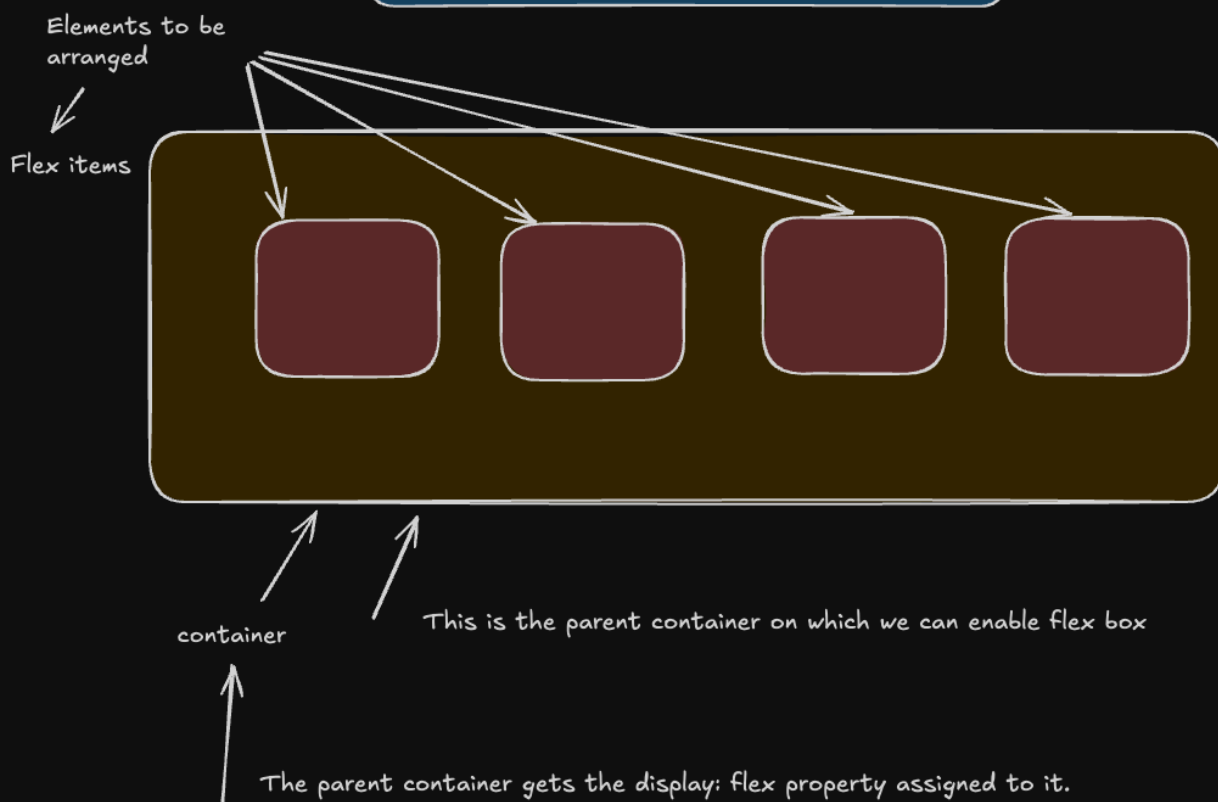 Elements to be
arranged
Flex items
This is the parent container on which we can enable flex box
container
The parent container gets the display: flex property assigned to it.